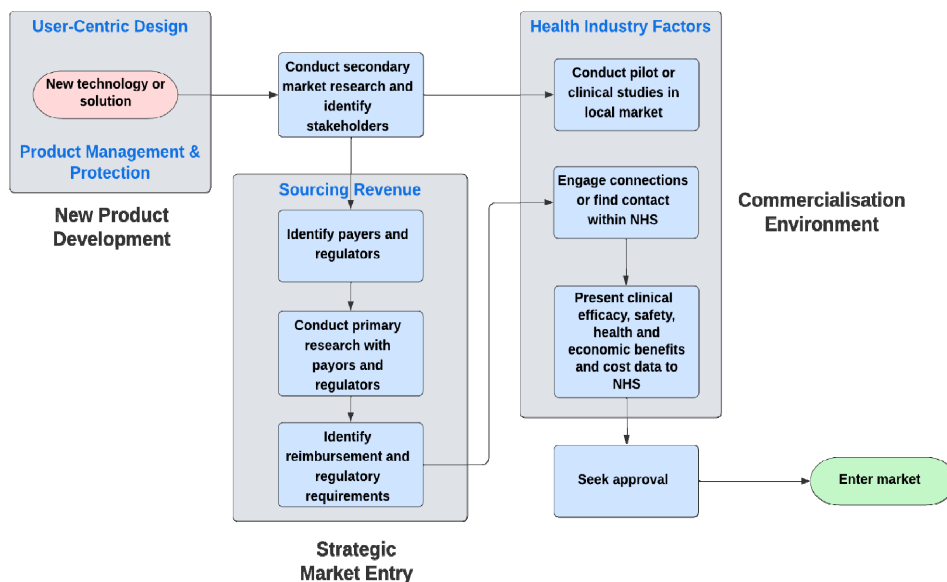 User-Centric Design
New technology or
solution
Product Management &
Protection
New Product
Development
Conduct secondary
market research and
identify
stakeholders
Sourcing Revenue
Identify payers and
regulators
Conduct primary
research with
payors and
regulators
Identify
reimbursement and
regulatory
requirements
Strategic
Market Entry
Health Industry Factors
Conduct pilot or
clinical studies in
local market
Engage connections
or find contact
within NHS
Present clinical
efficacy, safety,
health and
economic benefits
and cost data to
NHS
Commercialisation
Environment
Seek approval
Enter market